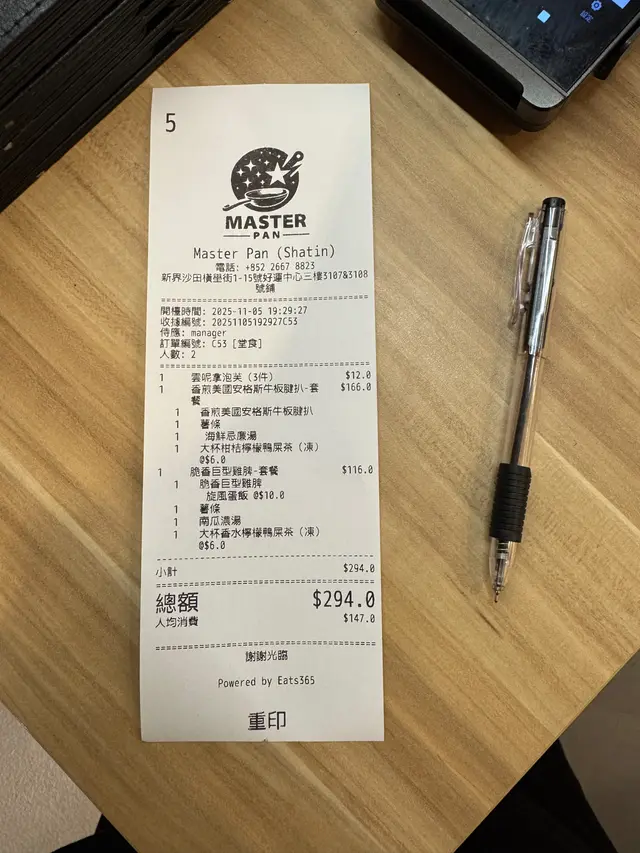 5
MASTER
PAN
Master Pan (Shatin)
電話: +852 2667 8823
新界沙田橫壆街1-15號好運中心三樓3107&3108
號鋪
開檯時間: 2025-11-05 19:29:27
收據編號: 20251105192927C53
侍應: manager
訂單編號: C53 [堂食]
人數: 2
1 雲呢拿泡芙 (3件) $12.0
1 香煎美國安格斯牛板腱扒-套 $166.0
餐
1 香煎美國安格斯牛板腱扒
1 薯條
1 海鮮忌廉湯
1 大杯柑桔檸檬鴨屎茶 (凍)
@$6.0
1 脆香巨型雞髀-套餐 $116.0
1 脆香巨型雞髀
旋風蛋飯 @$10.0
1 薯條
1 南瓜濃湯
1 大杯香水檸檬鴨屎茶 (凍)
@$6.0
小計 $294.0
總額 $294.0
人均消費 $147.0
謝謝光臨
Powered by Eats365
重印
設定